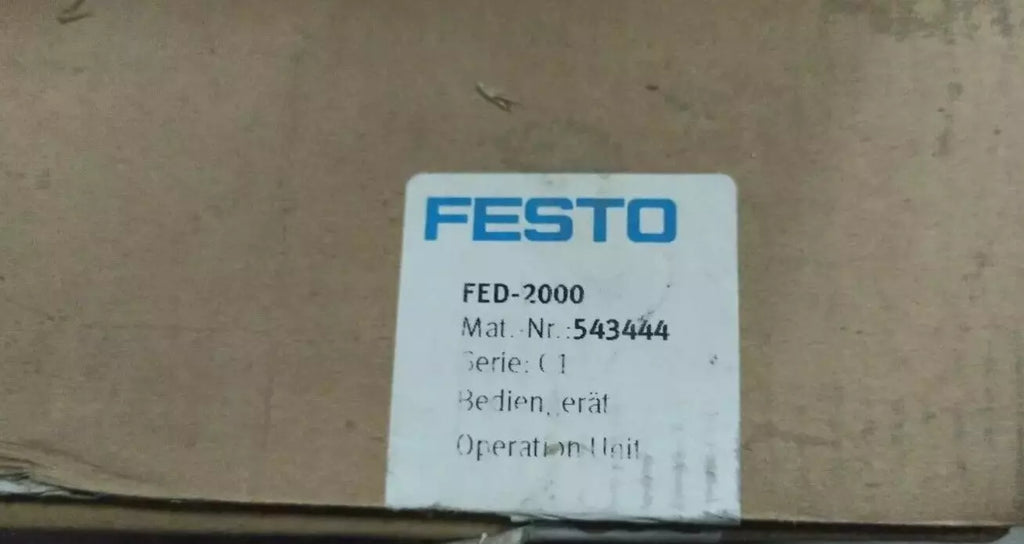 FESTO
FED-2000
Mat.-Nr.:543444
Serie:
Bediengerät
Operation Unit